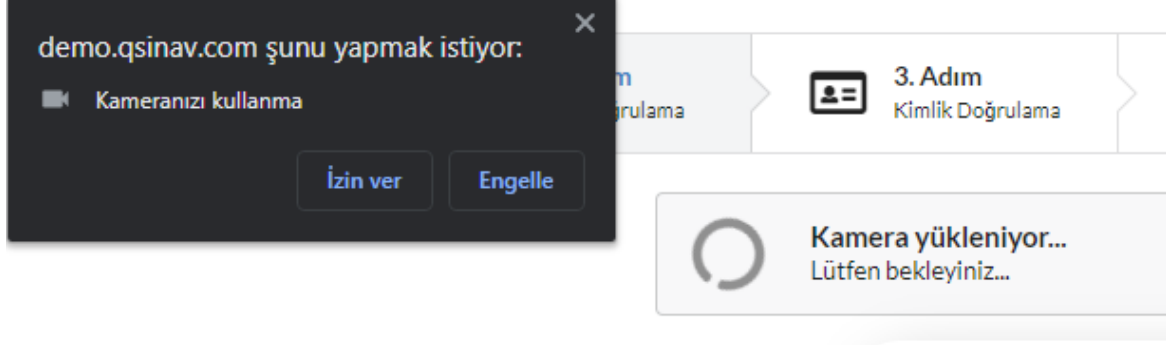 demo.qsinav.com şunu yapmak istiyor:
Kameranızı kullanma
İzin ver
Engelle
3. Adım
Kimlik Doğrulama
Kamera yükleniyor...
Lütfen bekleyiniz...